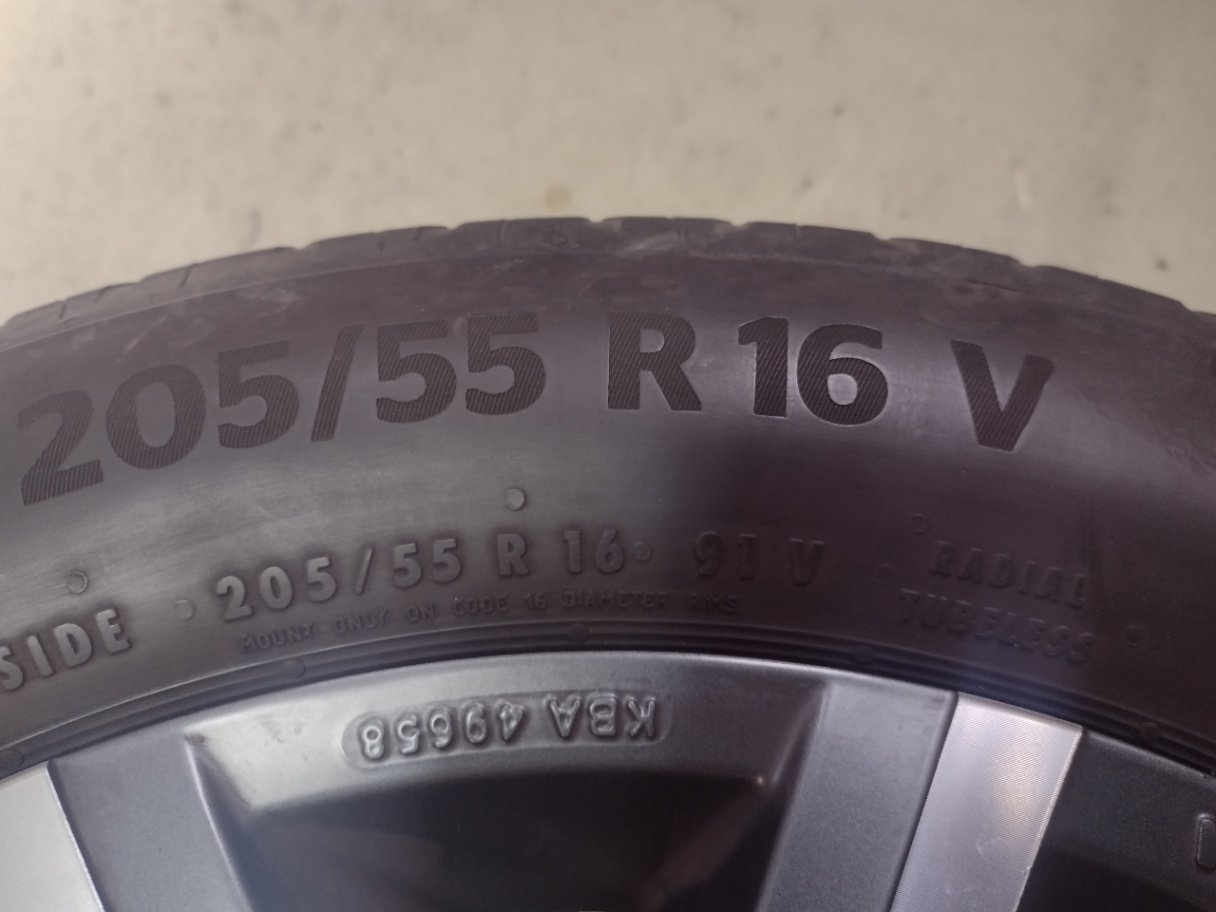 205/55 R 16 V
SIDE 205/55 R 16 91 V
MOUNT ONLY ON CODE 16 DIAMETER RIMS
RADIAL
TUBELESS
KBA 49658